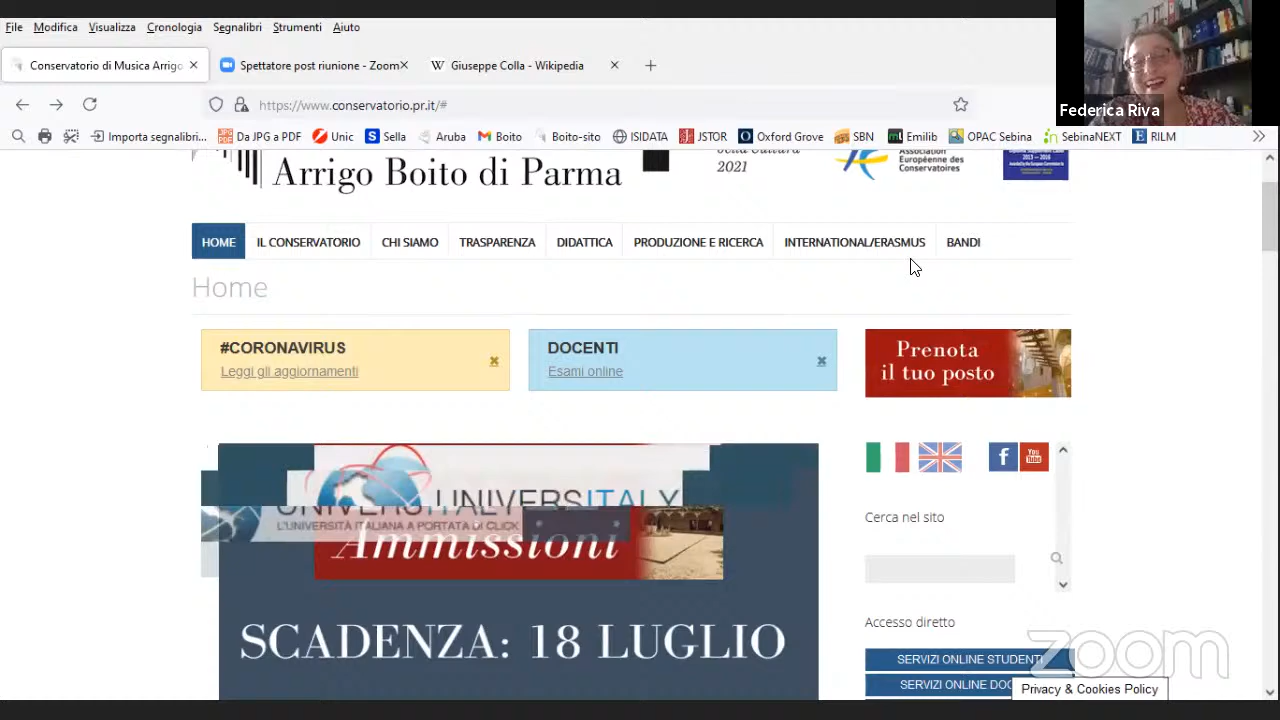 File Modifica Visualizza Cronologia Segnalibri Strumenti Aiuto
Conservatorio di Musica Arrigo
Spettatore post riunione - Zoom
W Giuseppe Colla - Wikipedia
Federica Riva
https://www.conservatorio.pr.it/#
Importa segnalibri... Da JPG a PDF Unic Sella Aruba Boito Boito-sito ISIDATA JSTOR Oxford Grove SBN Emilib OPAC Sebina SebinaNEXT RILM
Arrigo Boito di Parma
2021
Association
Européenne des
Conservatoires
HOME IL CONSERVATORIO CHI SIAMO TRASPARENZA DIDATTICA PRODUZIONE E RICERCA INTERNATIONAL/ERASMUS BANDI
Home
#CORONAVIRUS
Leggi gli aggiornamenti
DOCENTI
Esami online
Prenota
il tuo posto
UNIVERSITALY
L'UNIVERSITÀ ITALIANA A PORTATA DI CLICK
Ammissioni
SCADENZA: 18 LUGLIO
f You Tube
Cerca nel sito
Accesso diretto
SERVIZI ONLINE STUDENTI
SERVIZI ONLINE DOC
zoom
Privacy & Cookies Policy